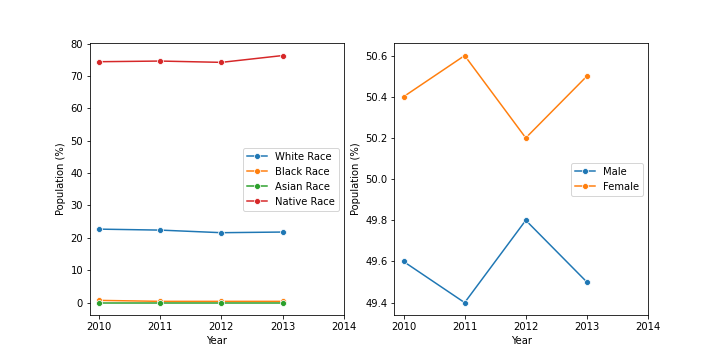 80
70
60
50
40
30
20
10
0
Population (%)
2010 2011 2012 2013 2014
Year
White Race
Black Race
Asian Race
Native Race
50.6
50.4
50.2
50.0
49.8
49.6
49.4
Population (%)
2010 2011 2012 2013 2014
Year
Male
Female